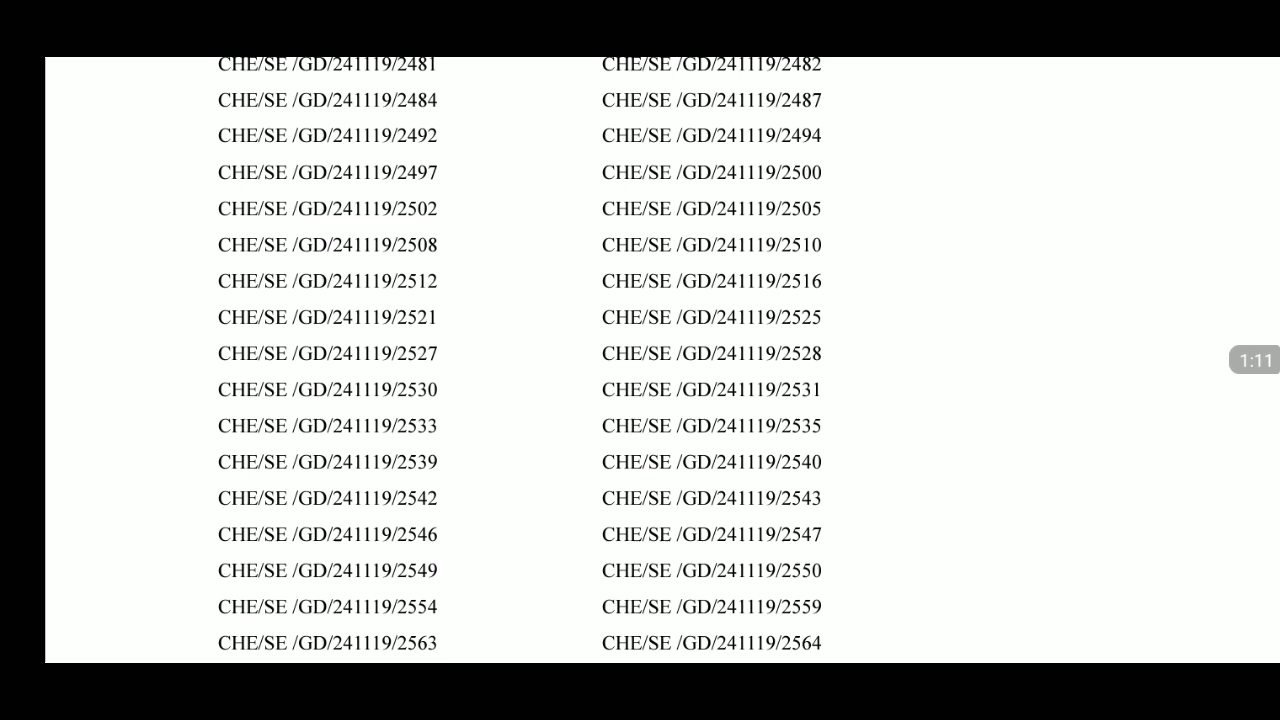 CHE/SE /GD/241119/2481 CHE/SE /GD/241119/2482
CHE/SE /GD/241119/2484 CHE/SE /GD/241119/2487
CHE/SE /GD/241119/2492 CHE/SE /GD/241119/2494
CHE/SE /GD/241119/2497 CHE/SE /GD/241119/2500
CHE/SE /GD/241119/2502 CHE/SE /GD/241119/2505
CHE/SE /GD/241119/2508 CHE/SE /GD/241119/2510
CHE/SE /GD/241119/2512 CHE/SE /GD/241119/2516
CHE/SE /GD/241119/2521 CHE/SE /GD/241119/2525
CHE/SE /GD/241119/2527 CHE/SE /GD/241119/2528
CHE/SE /GD/241119/2530 CHE/SE /GD/241119/2531
CHE/SE /GD/241119/2533 CHE/SE /GD/241119/2535
CHE/SE /GD/241119/2539 CHE/SE /GD/241119/2540
CHE/SE /GD/241119/2542 CHE/SE /GD/241119/2543
CHE/SE /GD/241119/2546 CHE/SE /GD/241119/2547
CHE/SE /GD/241119/2549 CHE/SE /GD/241119/2550
CHE/SE /GD/241119/2554 CHE/SE /GD/241119/2559
CHE/SE /GD/241119/2563 CHE/SE /GD/241119/2564
1:11